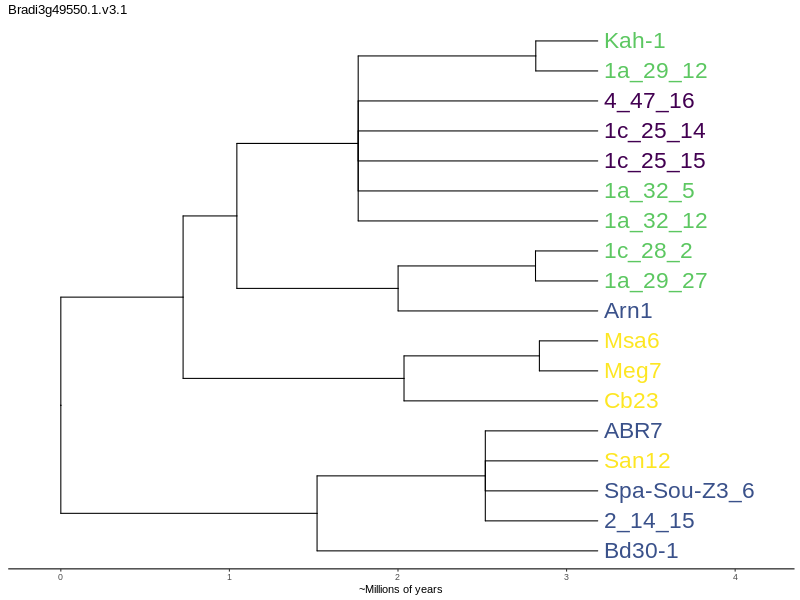 Bradi3g49550.1.v3.1
Kah-1
1a_29_12
4_47_16
1c_25_14
1c_25_15
1a_32_5
1a_32_12
1c_28_2
1a_29_27
Arn1
Msa6
Meg7
Cb23
ABR7
San12
Spa-Sou-Z3_6
2_14_15
Bd30-1
0 1 2 3 4
~Millions of years